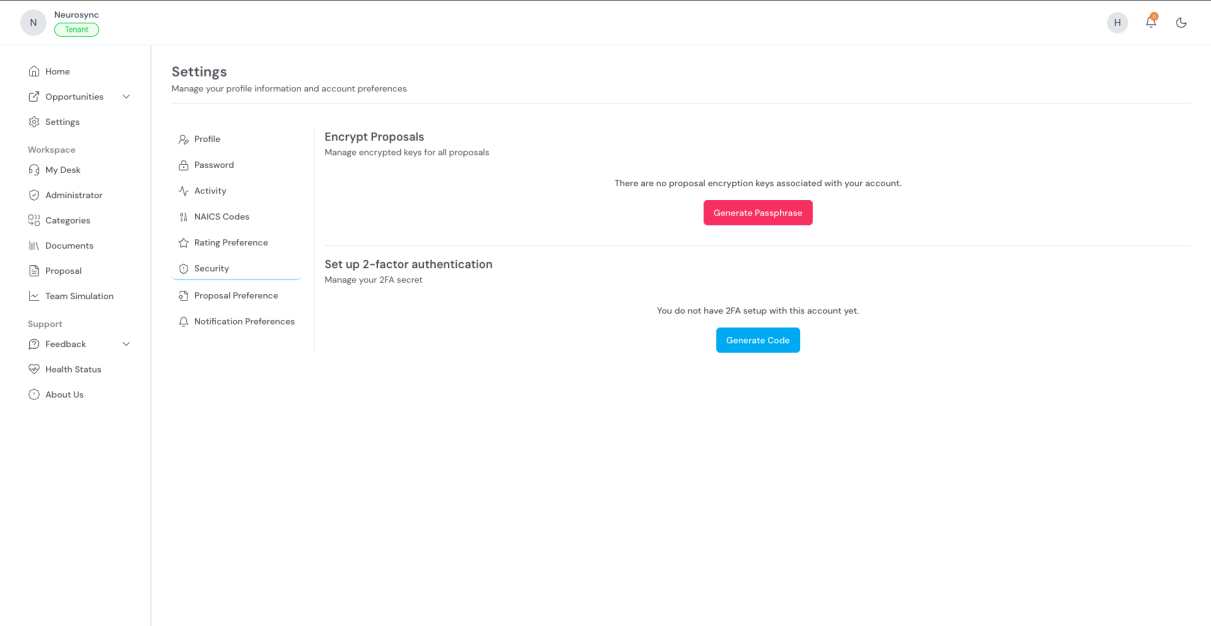 N
Neurosync
Tenant
H
Home
Opportunities
Settings
Workspace
My Desk
Administrator
Categories
Documents
Proposal
Team Simulation
Support
Feedback
Health Status
About Us
Settings
Manage your profile information and account preferences
Profile
Password
Activity
NAICS Codes
Rating Preference
Security
Proposal Preference
Notification Preferences
Encrypt Proposals
Manage encrypted keys for all proposals
There are no proposal encryption keys associated with your account.
Generate Passphrase
Set up 2-factor authentication
Manage your 2FA secret
You do not have 2FA setup with this account yet.
Generate Code